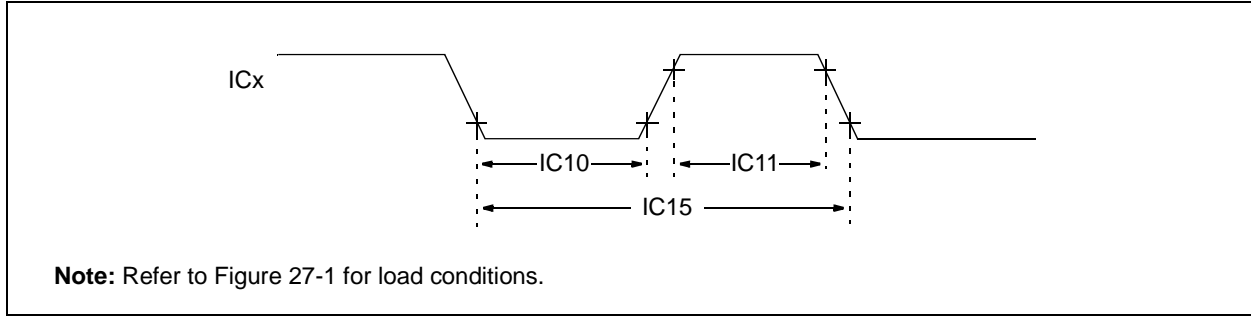 ICx
IC10
IC11
IC15
Note: Refer to Figure 27-1 for load conditions.